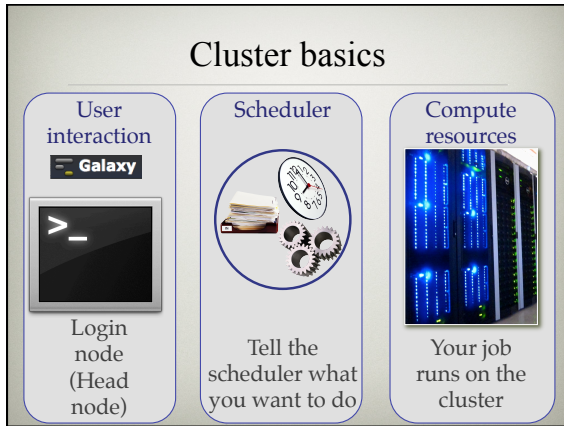 Cluster basics
User
interaction
Galaxy
>_
Login
node
(Head
node)
Scheduler
Tell the
scheduler what
you want to do
Compute
resources
Your job
runs on the
cluster